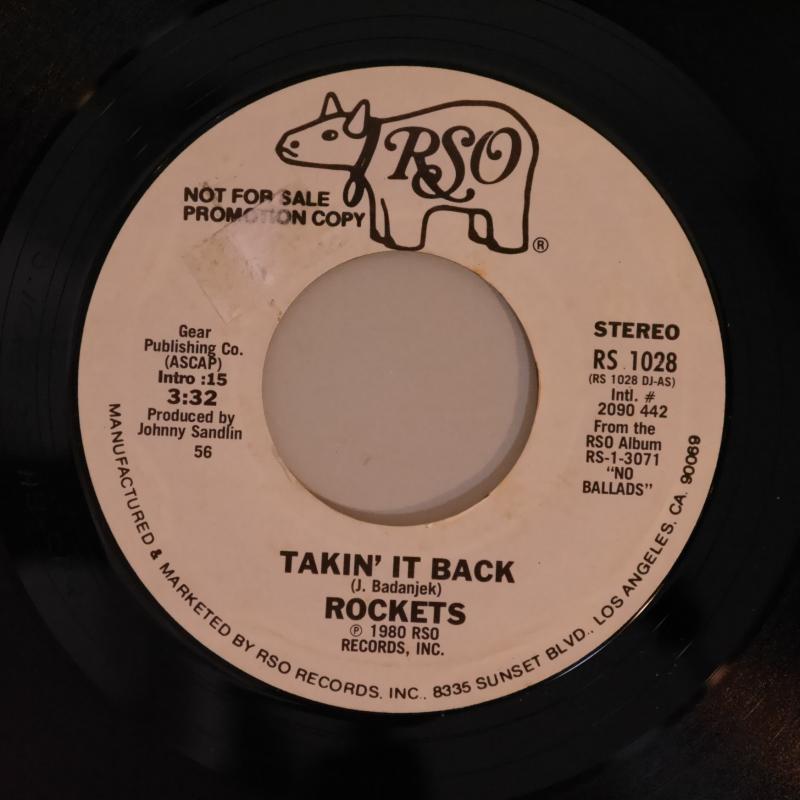 RSO
®
NOT FOR SALE
PROMOTION COPY
Gear
Publishing Co.
(ASCAP)
Intro :15
3:32
Produced by
Johnny Sandlin
56
STEREO
RS 1028
(RS 1028 DJ-AS)
Intl. #
2090 442
From the
RSO Album
RS-1-3071
“NO
BALLADS”
TAKIN’ IT BACK
(J. Badanjek)
ROCKETS
℗ 1980 RSO
RECORDS, INC.
MANUFACTURED & MARKETED BY RSO RECORDS, INC., 8335 SUNSET BLVD., LOS ANGELES, CA. 90069